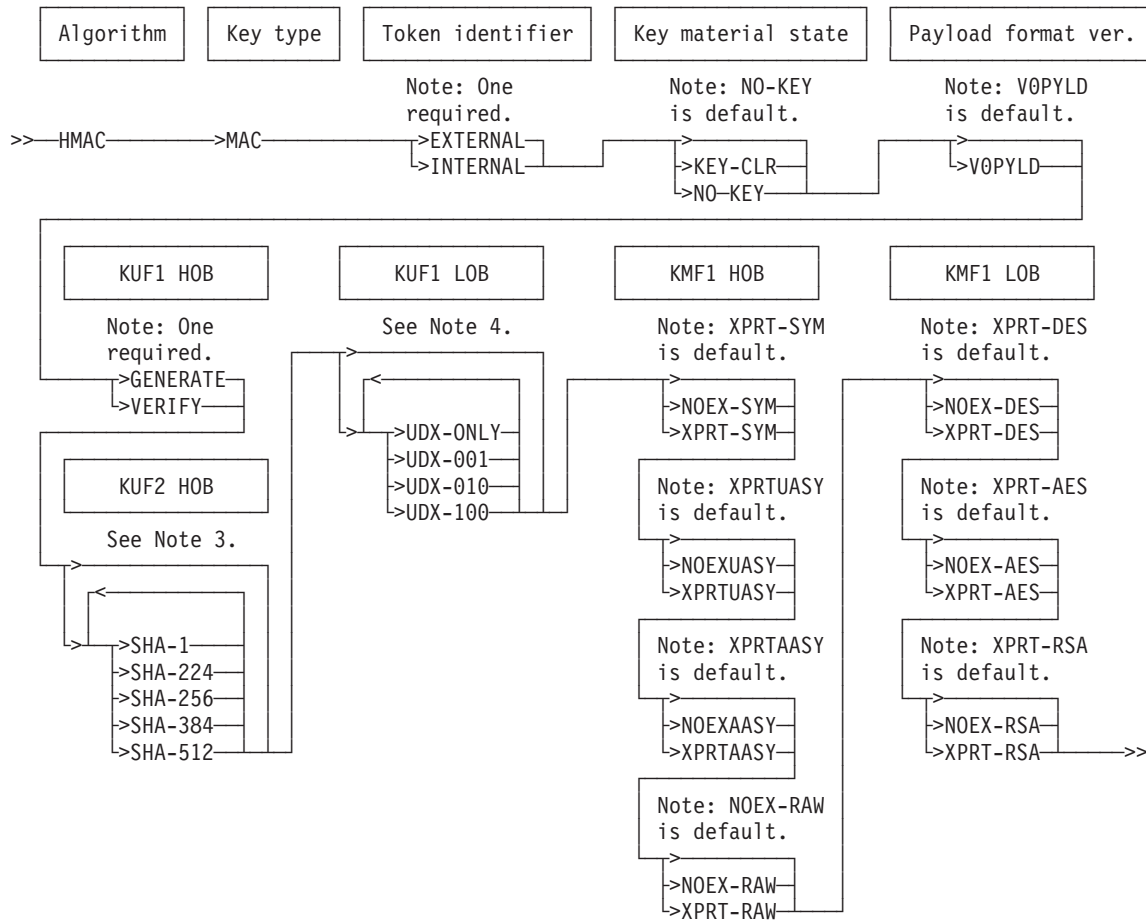 Algorithm Key type Token identifier Key material state Payload format ver.
Note: One Note: NO-KEY Note: V0PYLD
required. is default. is default.
>>—HMAC >MAC >EXTERNAL > >
>INTERNAL >KEY-CLR >V0PYLD
>NO-KEY
KUF1 HOB KUF1 LOB KMF1 HOB KMF1 LOB
Note: One See Note 4. Note: XPRT-SYM Note: XPRT-DES
required. is default. is default.
>GENERATE < > >
>VERIFY >NOEX-SYM >NOEX-DES
> >UDX-ONLY >XPRT-SYM >XPRT-DES
>UDX-001
KUF2 HOB >UDX-010 Note: XPRTUASY Note: XPRT-AES
>UDX-100 is default. is default.
See Note 3.
> > >
< >NOEXUASY >NOEX-AES
>XPRTUASY >XPRT-AES
> >SHA-1 Note: XPRTAASY Note: XPRT-RSA
>SHA-224 is default. is default.
>SHA-256 > >
>SHA-384 >NOEXAASY >NOEX-RSA
>SHA-512 >XPRTAASY >XPRT-RSA >>
Note: NOEX-RAW
is default.
>
>NOEX-RAW
>XPRT-RAW